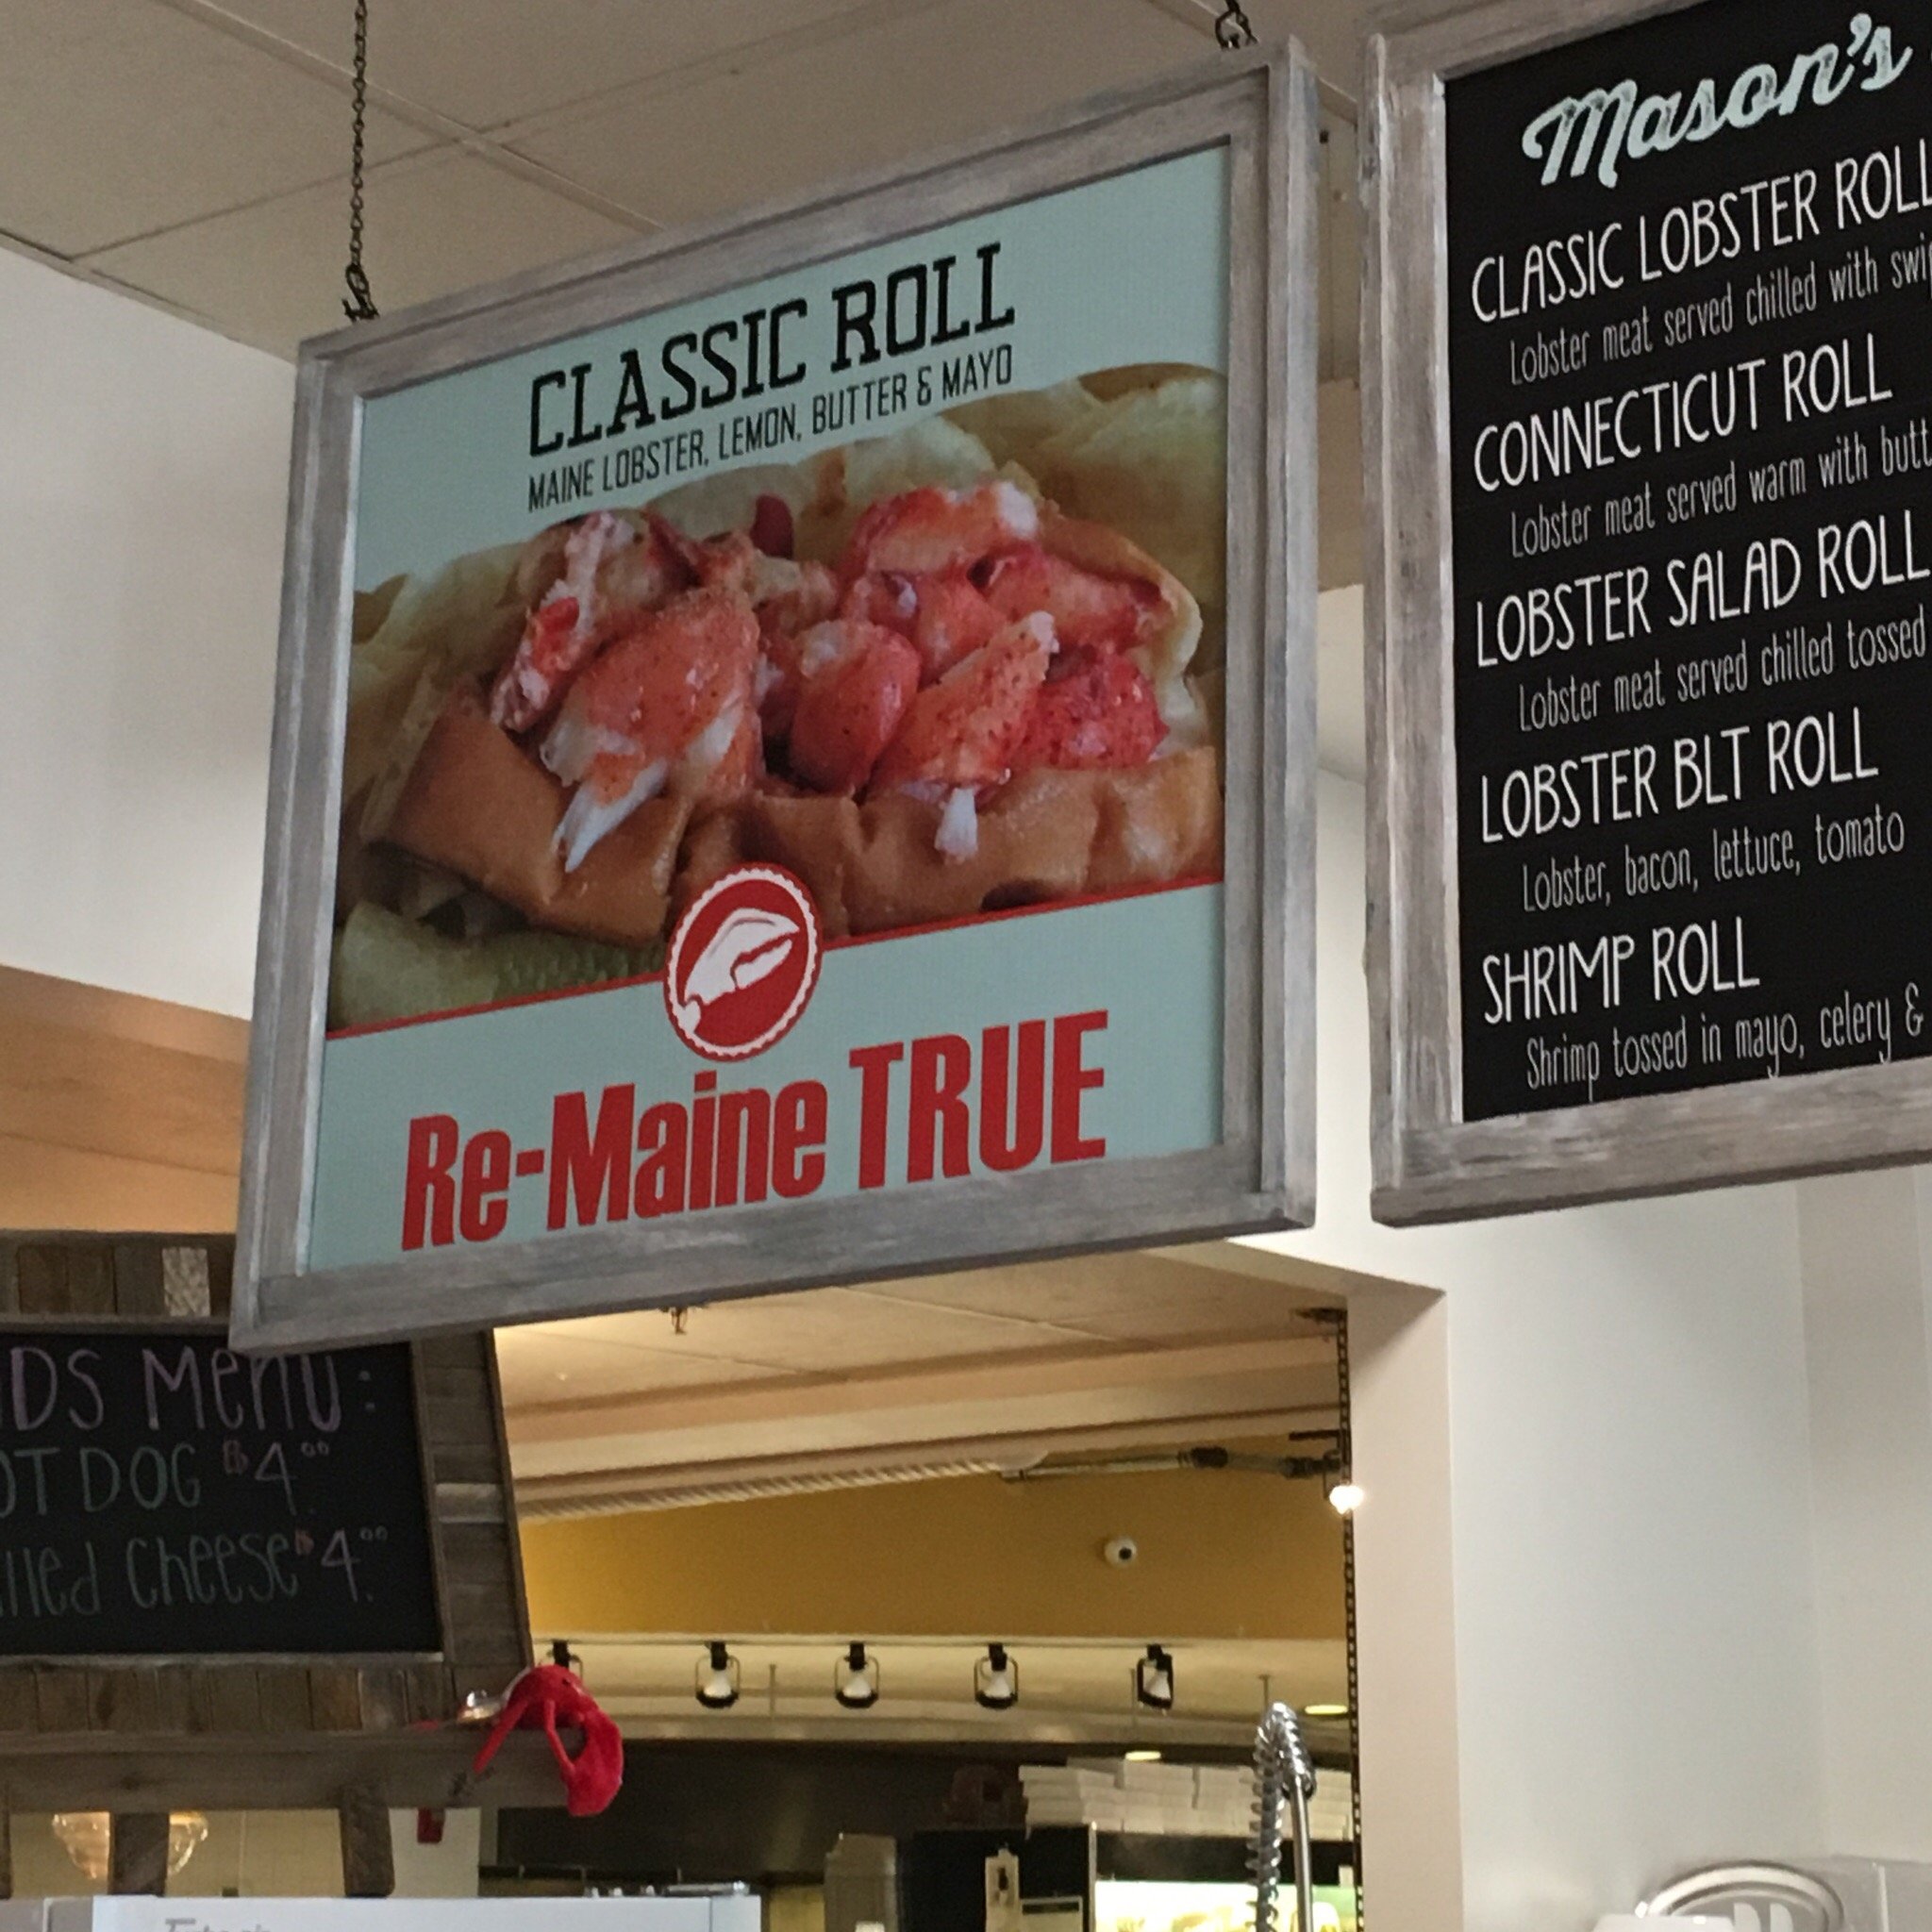 CLASSIC ROLL
MAINE LOBSTER, LEMON, BUTTER & MAYO
Re-Maine TRUE
Mason's
CLASSIC LOBSTER ROLL
Lobster meat served chilled with
CONNECTICUT ROLL
Lobster meat served warm with
LOBSTER SALAD ROLL
Lobster meat served chilled tossed
LOBSTER BLT ROLL
Lobster, bacon, lettuce, tomato
SHRIMP ROLL
Shrimp tossed in mayo, celery &
Menu:
DOG $4.00
Cheese $4.00